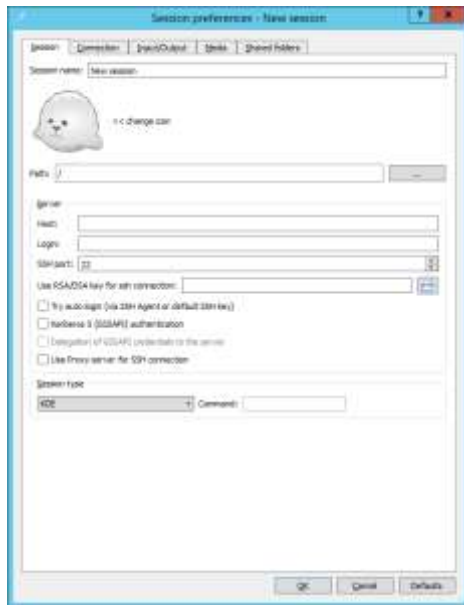 Session preferences - New session
? x
Session Connection Input/Output Media Shared folders
Session name: New session
<< change icon
Path: / ...
Server
Host:
Login:
SSH port: 22
Use RSA/DSA key for ssh connection:
Try auto login (via SSH Agent or default SSH key)
Kerberos 5 (GSSAPI) authentication
Delegation of GSSAPI credentials to the server
Use Proxy server for SSH connection
Session type
KDE Command:
OK Cancel Defaults